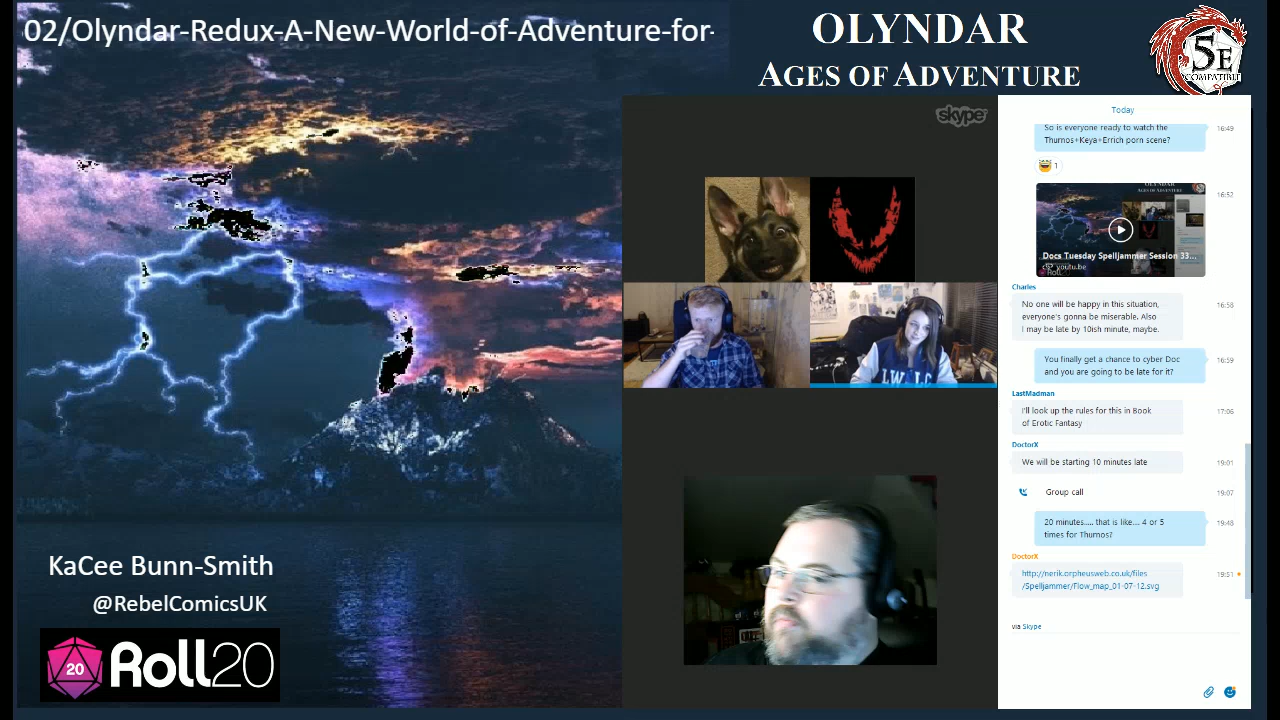 02/Olyndar-Redux-A-New-World-of-Adventure-for-
OLYNDAR
AGES OF ADVENTURE
5E
COMPATIBLE
skype
Today
So is everyone ready to watch the
Thurnos+Keya+Errich porn scene?
16:49
1
OLYNDAR
AGES OF ADVENTURE
Docs Tuesday Spelljammer Session 33...
youtu.be
16:52
Charles
No one will be happy in this situation,
everyone's gonna be miserable. Also
I may be late by 10ish minute, maybe.
16:58
You finally get a chance to cyber Doc
and you are going to be late for it?
16:59
LastMadman
I'll look up the rules for this in Book
of Erotic Fantasy
17:06
DoctorX
We will be starting 10 minutes late
19:01
Group call
19:07
20 minutes..... that is like.... 4 or 5
times for Thurnos?
19:48
DoctorX
http://nerik.orpheusweb.co.uk/files
/Spelljammer/Flow_map_01-07-12.svg
19:51
via Skype
KaCee Bunn-Smith
@RebelComicsUK
20
Roll20